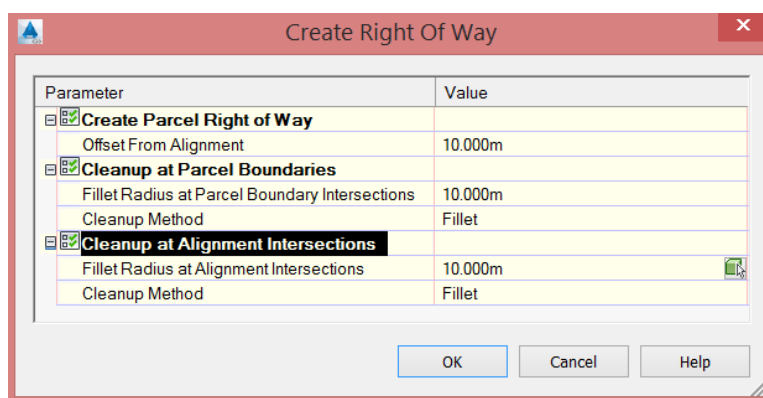 Create Right Of Way
Parameter Value
Create Parcel Right of Way
Offset From Alignment 10.000m
Cleanup at Parcel Boundaries
Fillet Radius at Parcel Boundary Intersections 10.000m
Cleanup Method Fillet
Cleanup at Alignment Intersections
Fillet Radius at Alignment Intersections 10.000m
Cleanup Method Fillet
OK Cancel Help